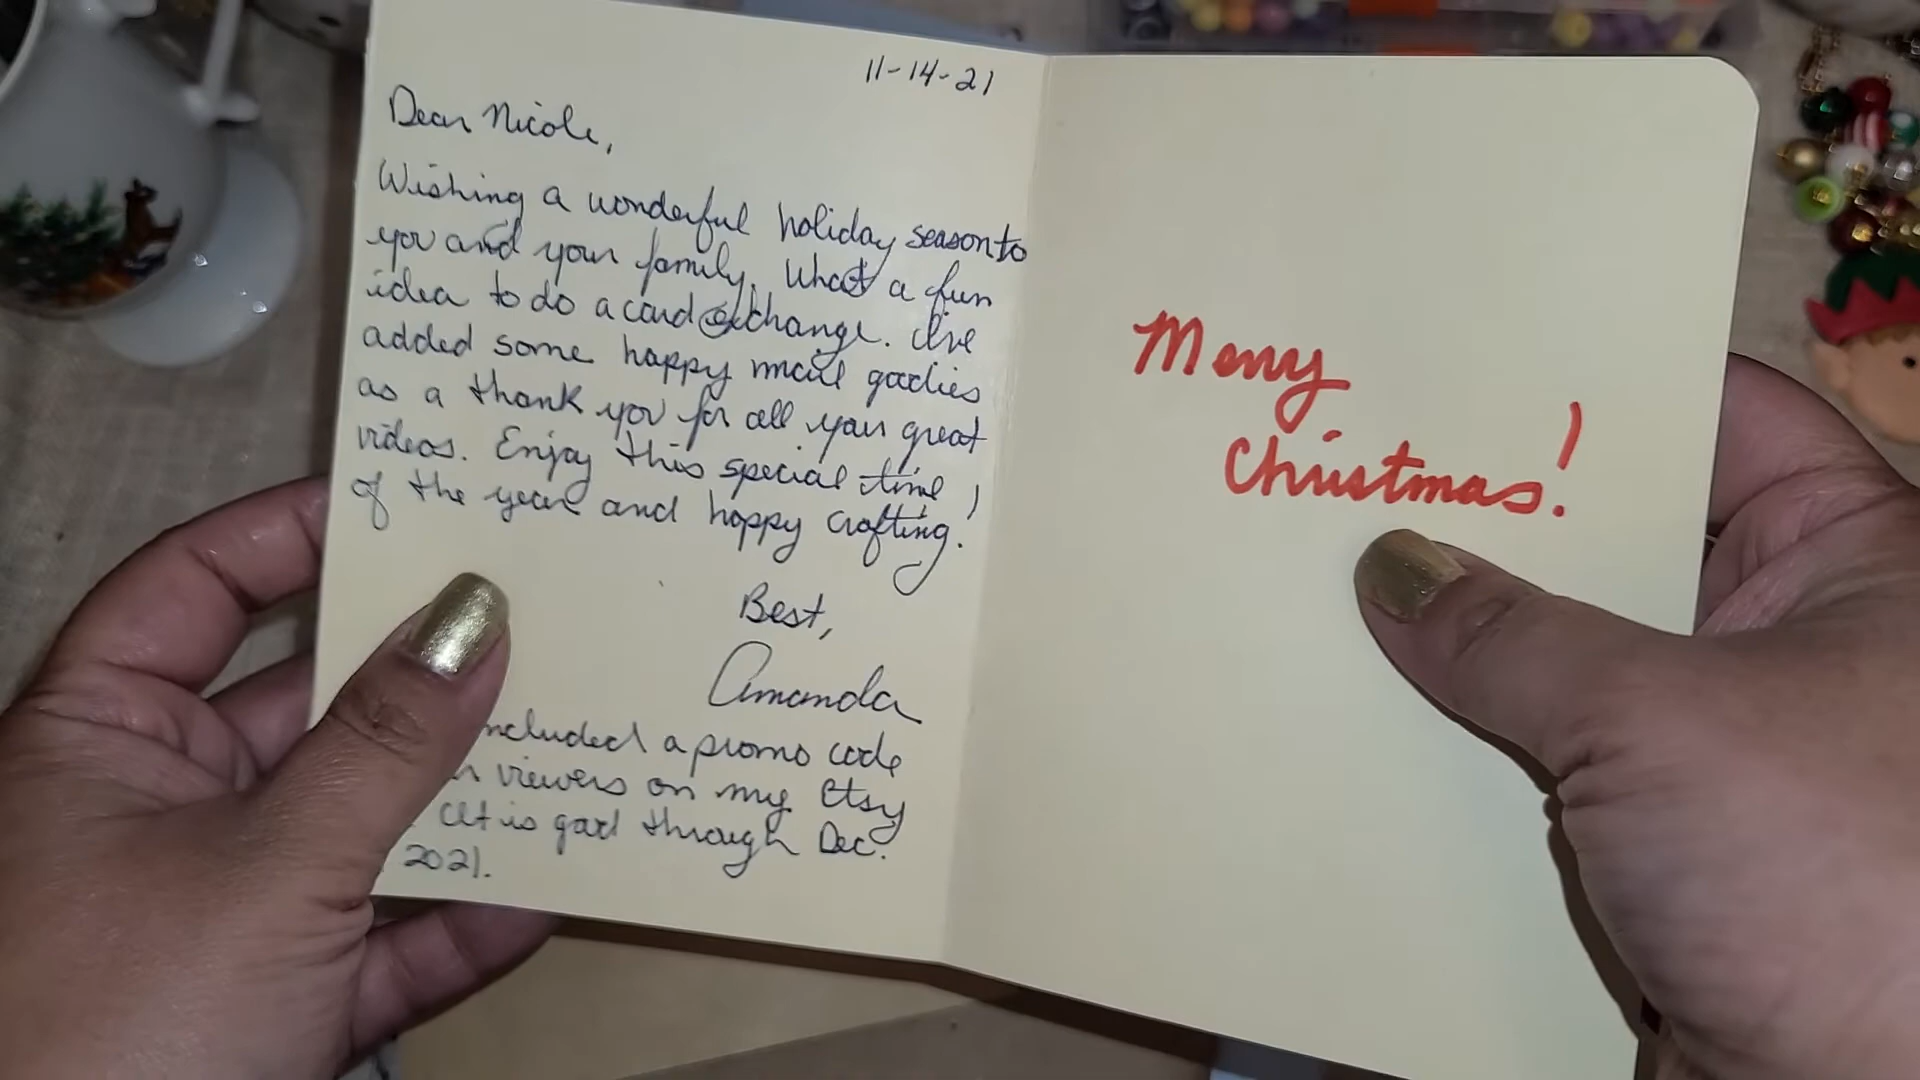 11-14-21
Dear Nicole,
Wishing a wonderful holiday season to
you and your family. What a fun
idea to do a card exchange. I've
added some happy mail goodies
as a thank you for all your great
videos. Enjoy this special time
of the year and happy crafting!
Best,
Amanda
included a promo code
viewers on my Etsy
It is good through Dec.
2021.
Merry
Christmas!